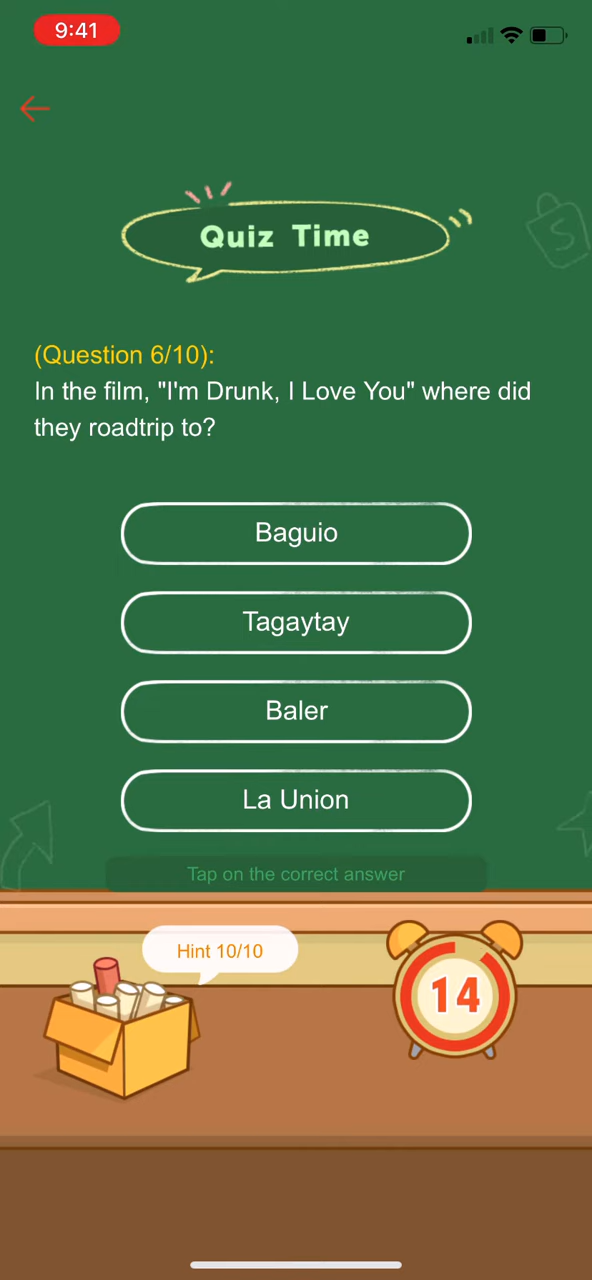 9:41
Quiz Time
(Question 6/10):
In the film, "I'm Drunk, I Love You" where did
they roadtrip to?
Baguio
Tagaytay
Baler
La Union
Tap on the correct answer
Hint 10/10
14
S